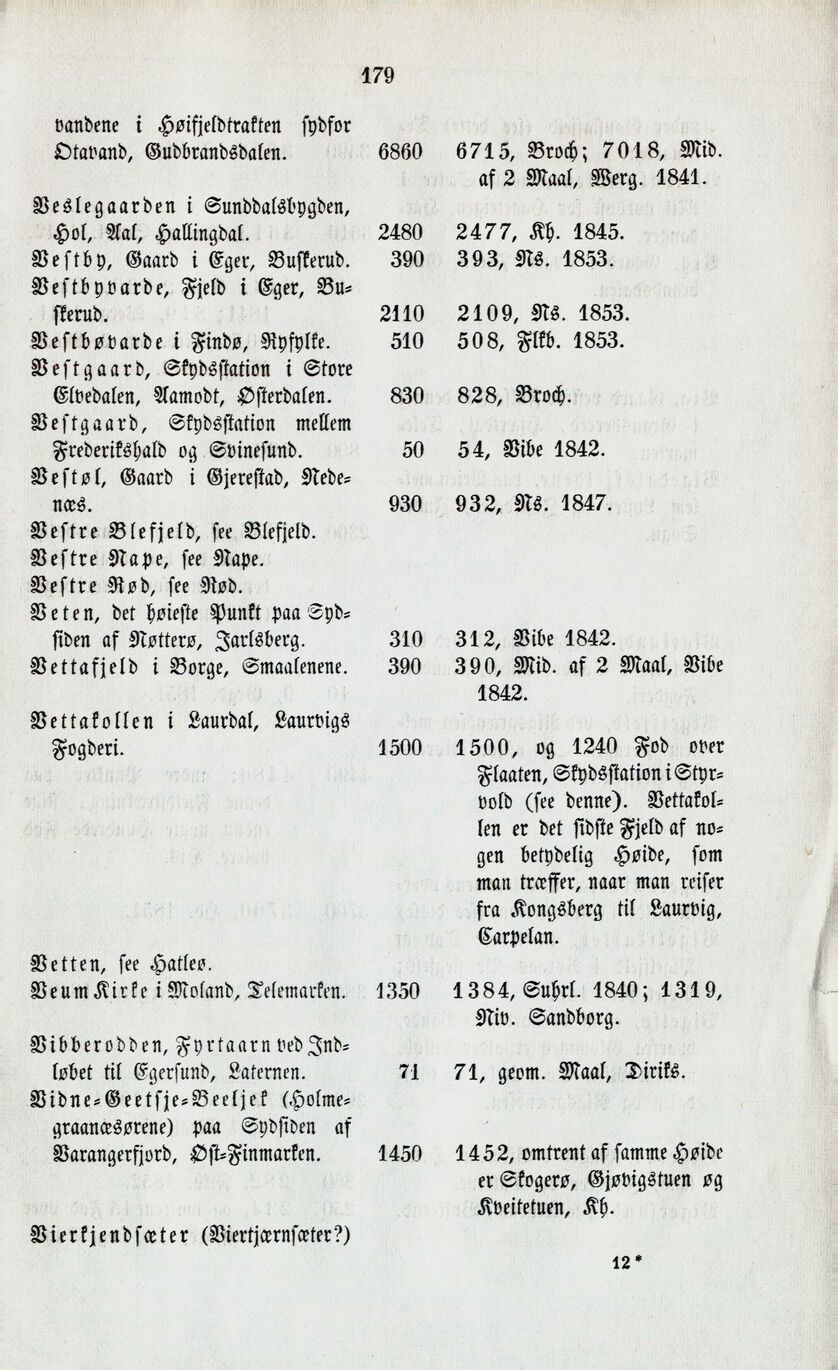 179
vandene i Høifjeldtrakten sydfor
Otavand, Gudbrandsdalen. 6860 6715, Broch; 7018, Mid.
af 2 Maal, Werg. 1841.
Veslegaarden i Sunddalsbygden,
Hol, Aal, Hallingdal. 2480 2477, Kh. 1845.
Vestby, Gaard i Eger, Buskerud. 390 393, Ns. 1853.
Vestbyvarde, Fjeld i Eger, Bu=
skerud. 2110 2109, Ns. 1853.
Vestbøvarde i Findø, Ryfylke. 510 508, Flkb. 1853.
Vestgaard, Skydsstation i Store
Elvedalen, Aamodt, Østerdalen. 830 828, Broch.
Vestgaard, Skydsstation mellem
Frederikshald og Svinesund. 50 54, Vibe 1842.
Vestøl, Gaard i Gjerestad, Nede=
næs. 930 932, Ns. 1847.
Vestre Blefjeld, see Blefjeld.
Vestre Nape, see Nape.
Vestre Rød, see Rød.
Veten, det høieste Punkt paa Syd=
siden af Nøtterø, Jarlsberg. 310 312, Vibe 1842.
Vettafjeld i Borge, Smaalenene. 390 390, Mid. af 2 Maal, Vibe
1842.
Vettakollen i Laurdal, Laurvigs
Fogderi. 1500 1500, og 1240 Fod over
Flaaten, Skydsstation i Styr=
vold (see denne). Vettakol=
len er det sidste Fjeld af no=
gen betydelig Høide, som
man træffer, naar man reiser
fra Kongsberg til Laurvig,
Carpelan.
Vetten, see Hatleø.
Veum Kirke i Moland, Telemarken. 1350 1384, Suhrl. 1840; 1319,
Niv. Sandborg.
Vibberodden, Fyrtaarn ved Ind=
løbet til Egersund, Laternen. 71 71, geom. Maal, Diriks.
Vidne=Geetsje=Beeljek (Holme=
graanæsørene) paa Sydsiden af
Varangerfjord, Øst=Finmarken. 1450 1452, omtrent af samme Høide
er Skogerø, Gjøvigstuen og
Kveitetuen, Kh.
Vierkjendsæter (Viertjærnsæter?)
12*